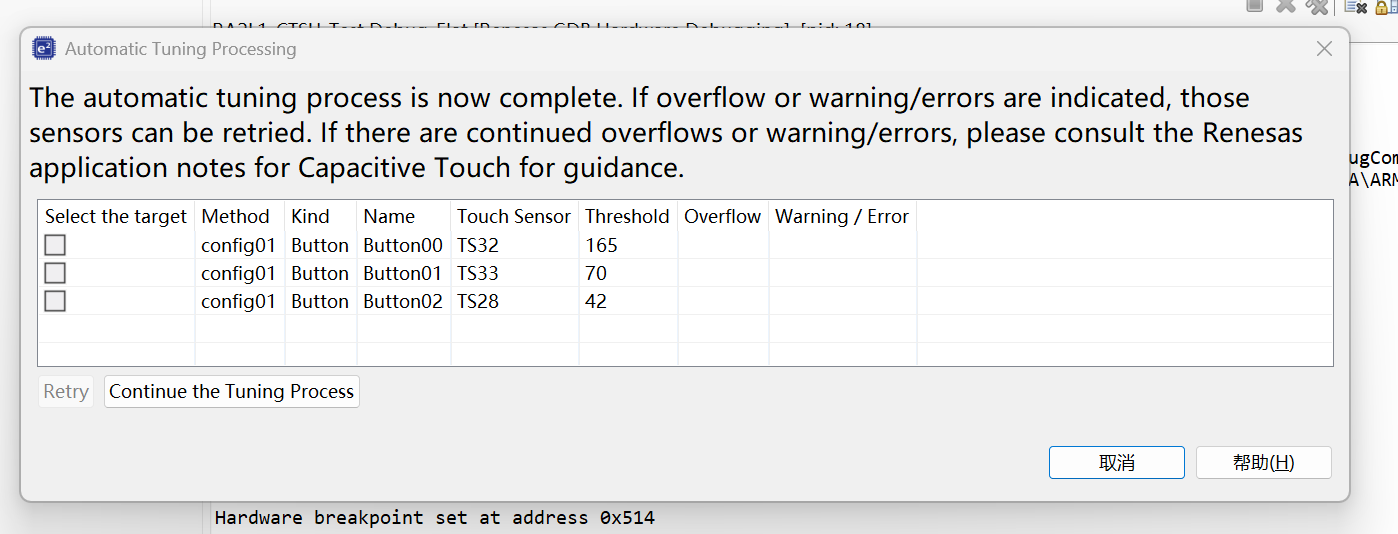 Automatic Tuning Processing
The automatic tuning process is now complete. If overflow or warning/errors are indicated, those
sensors can be retried. If there are continued overflows or warning/errors, please consult the Renesas
application notes for Capacitive Touch for guidance.
Select the target Method Kind Name Touch Sensor Threshold Overflow Warning / Error
config01 Button Button00 TS32 165
config01 Button Button01 TS33 70
config01 Button Button02 TS28 42
Retry Continue the Tuning Process
取消 帮助(H)
ugCom
A\ARM
Hardware breakpoint set at address 0x514